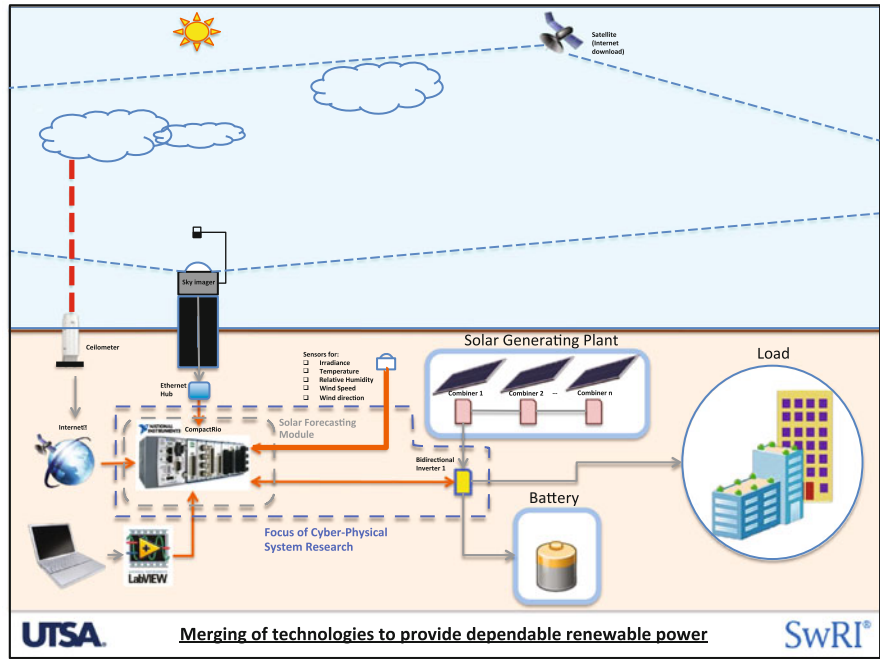 Satellite
(Internet
download)
Sky imager
Ceilometer
Ethernet
Hub
Sensors for:
Irradiance
Temperature
Relative Humidity
Wind Speed
Wind direction
Solar Generating Plant
Combiner 1
Combiner 2
...
Combiner n
Load
Internet
CompactRio
NATIONAL
INSTRUMENTS
Solar Forecasting
Module
Bidirectional
Inverter 1
Battery
Focus of Cyber-Physical
System Research
LabVIEW
UTSA.
Merging of technologies to provide dependable renewable power
SwRI®